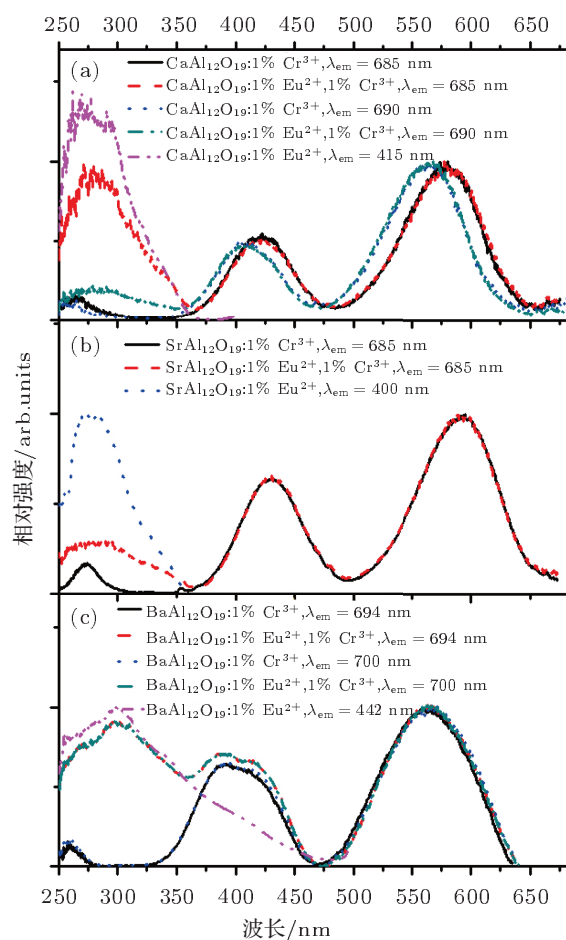 250 300 350 400 450 500 550 600 650
(a)
CaAl₁₂O₁₉:1% Cr³⁺,λₑₘ = 685 nm
CaAl₁₂O₁₉:1% Eu²⁺,1% Cr³⁺,λₑₘ = 685 nm
CaAl₁₂O₁₉:1% Cr³⁺,λₑₘ = 690 nm
CaAl₁₂O₁₉:1% Eu²⁺,1% Cr³⁺,λₑₘ = 690 nm
CaAl₁₂O₁₉:1% Eu²⁺,λₑₘ = 415 nm
(b)
SrAl₁₂O₁₉:1% Cr³⁺,λₑₘ = 685 nm
SrAl₁₂O₁₉:1% Eu²⁺,1% Cr³⁺,λₑₘ = 685 nm
SrAl₁₂O₁₉:1% Eu²⁺,λₑₘ = 400 nm
相对强度/arb.units
(c)
BaAl₁₂O₁₉:1% Cr³⁺,λₑₘ = 694 nm
BaAl₁₂O₁₉:1% Eu²⁺,1% Cr³⁺,λₑₘ = 694 nm
BaAl₁₂O₁₉:1% Cr³⁺,λₑₘ = 700 nm
BaAl₁₂O₁₉:1% Eu²⁺,1% Cr³⁺,λₑₘ = 700 nm
BaAl₁₂O₁₉:1% Eu²⁺,λₑₘ = 442 nm
250 300 350 400 450 500 550 600 650
波长/nm